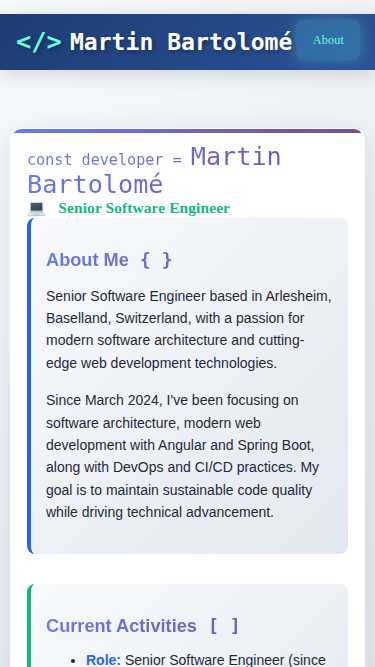 </> Martin Bartolomé
About
const developer = Martin
Bartolomé
💻 Senior Software Engineer
About Me { }
Senior Software Engineer based in Arlesheim,
Baselland, Switzerland, with a passion for
modern software architecture and cutting-
edge web development technologies.
Since March 2024, I've been focusing on
software architecture, modern web
development with Angular and Spring Boot,
along with DevOps and CI/CD practices. My
goal is to maintain sustainable code quality
while driving technical advancement.
Current Activities [ ]
• Role: Senior Software Engineer (since